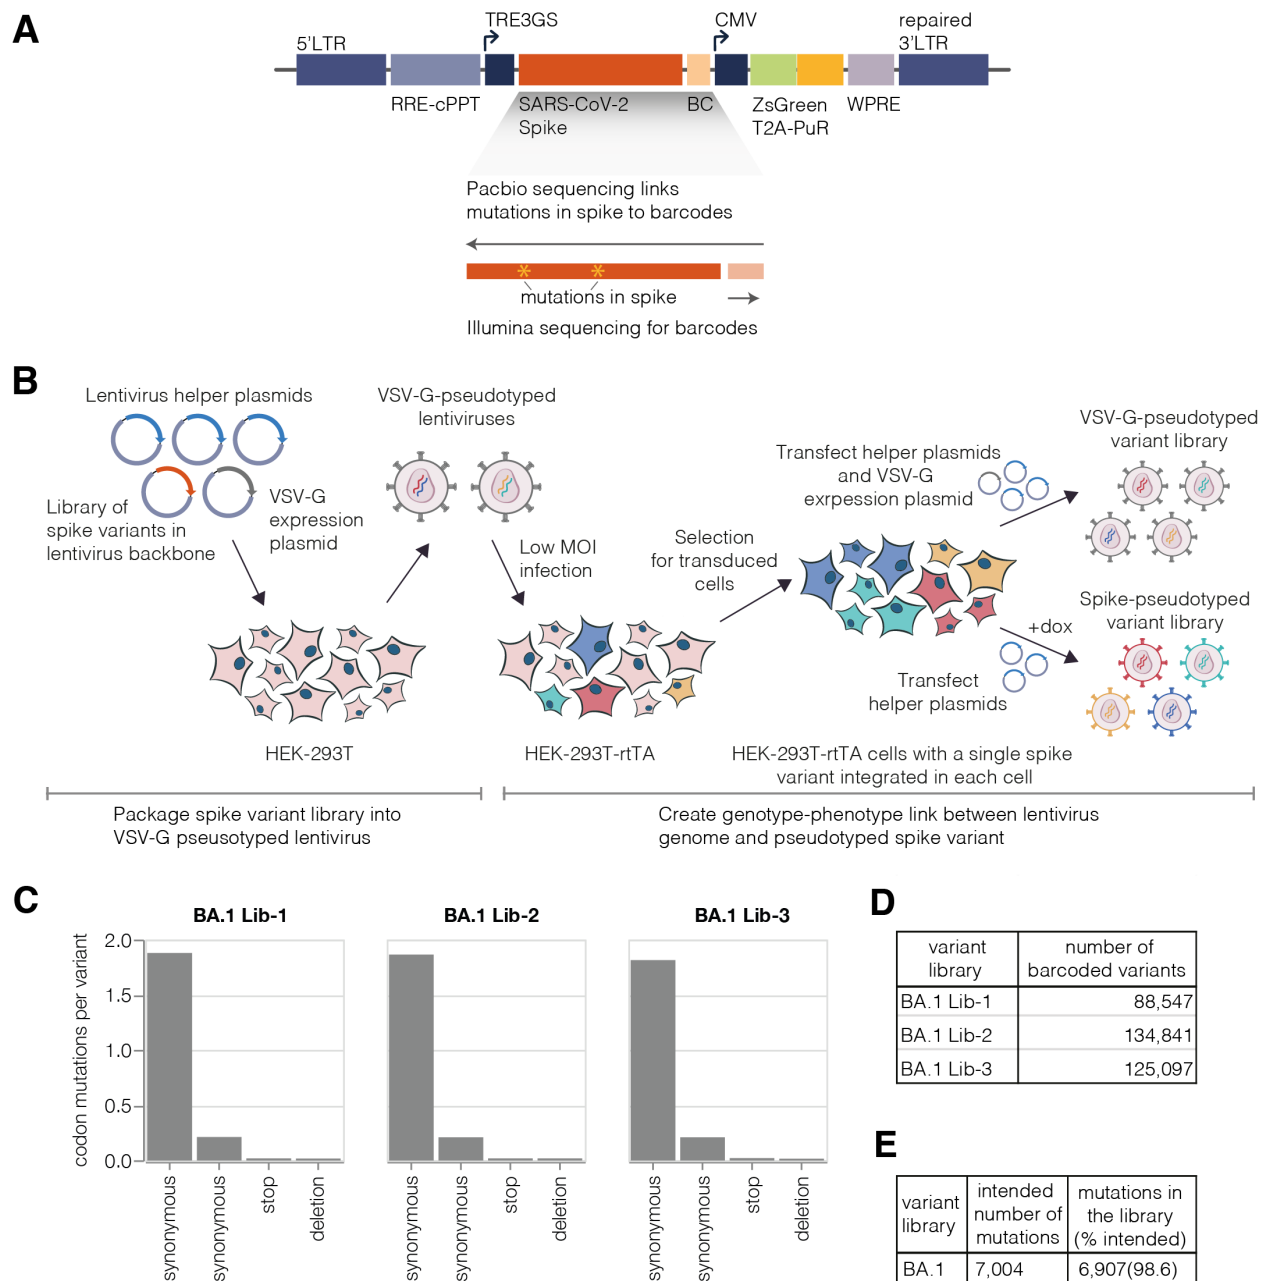 A
TRE3GS
CMV
repaired
5'LTR
3'LTR
RRE-cPPT
SARS-CoV-2
Spike
BC
ZsGreen
T2A-PuR
WPRE
Pacbio sequencing links
mutations in spike to barcodes
* *
mutations in spike
Illumina sequencing for barcodes
B
Lentivirus helper plasmids
Library of
spike variants in
lentivirus backbone
VSV-G
expression
plasmid
HEK-293T
VSV-G-pseudotyped
lentiviruses
Low MOI
infection
HEK-293T-rtTA
Selection
for transduced
cells
Transfect helper plasmids
and VSV-G
exrpession plasmid
VSV-G-pseudotyped
variant library
Spike-pseudotyped
variant library
+dox
Transfect
helper plasmids
HEK-293T-rtTA cells with a single spike
variant integrated in each cell
Package spike variant library into
VSV-G pseusotyped lentivirus
Create genotype-phenotype link between lentivirus
genome and pseudotyped spike variant
C
codon mutations per variant
2.0
1.5
1.0
0.5
0.0
BA.1 Lib-1
synonymous
synonymous
stop
deletion
BA.1 Lib-2
synonymous
synonymous
stop
deletion
BA.1 Lib-3
synonymous
synonymous
stop
deletion
D
variant
library
number of
barcoded variants
BA.1 Lib-1 88,547
BA.1 Lib-2 134,841
BA.1 Lib-3 125,097
E
variant
library
intended
number of
mutations
mutations in
the library
(% intended)
BA.1 7,004 6,907(98.6)